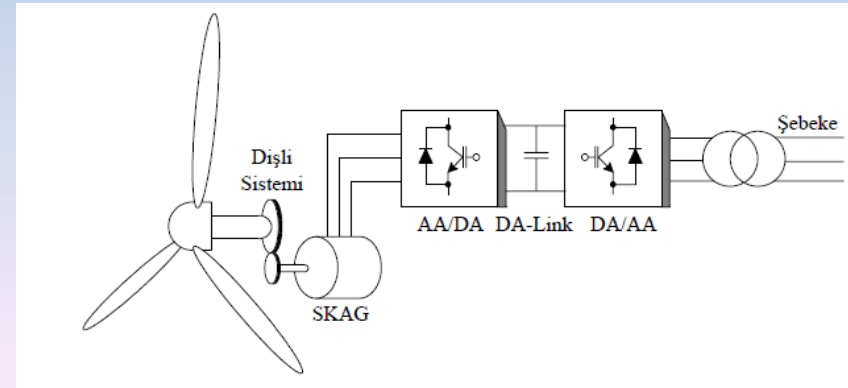 Dişli
Sistemi
SKAG
AA/DA
DA-Link
DA/AA
Şebeke